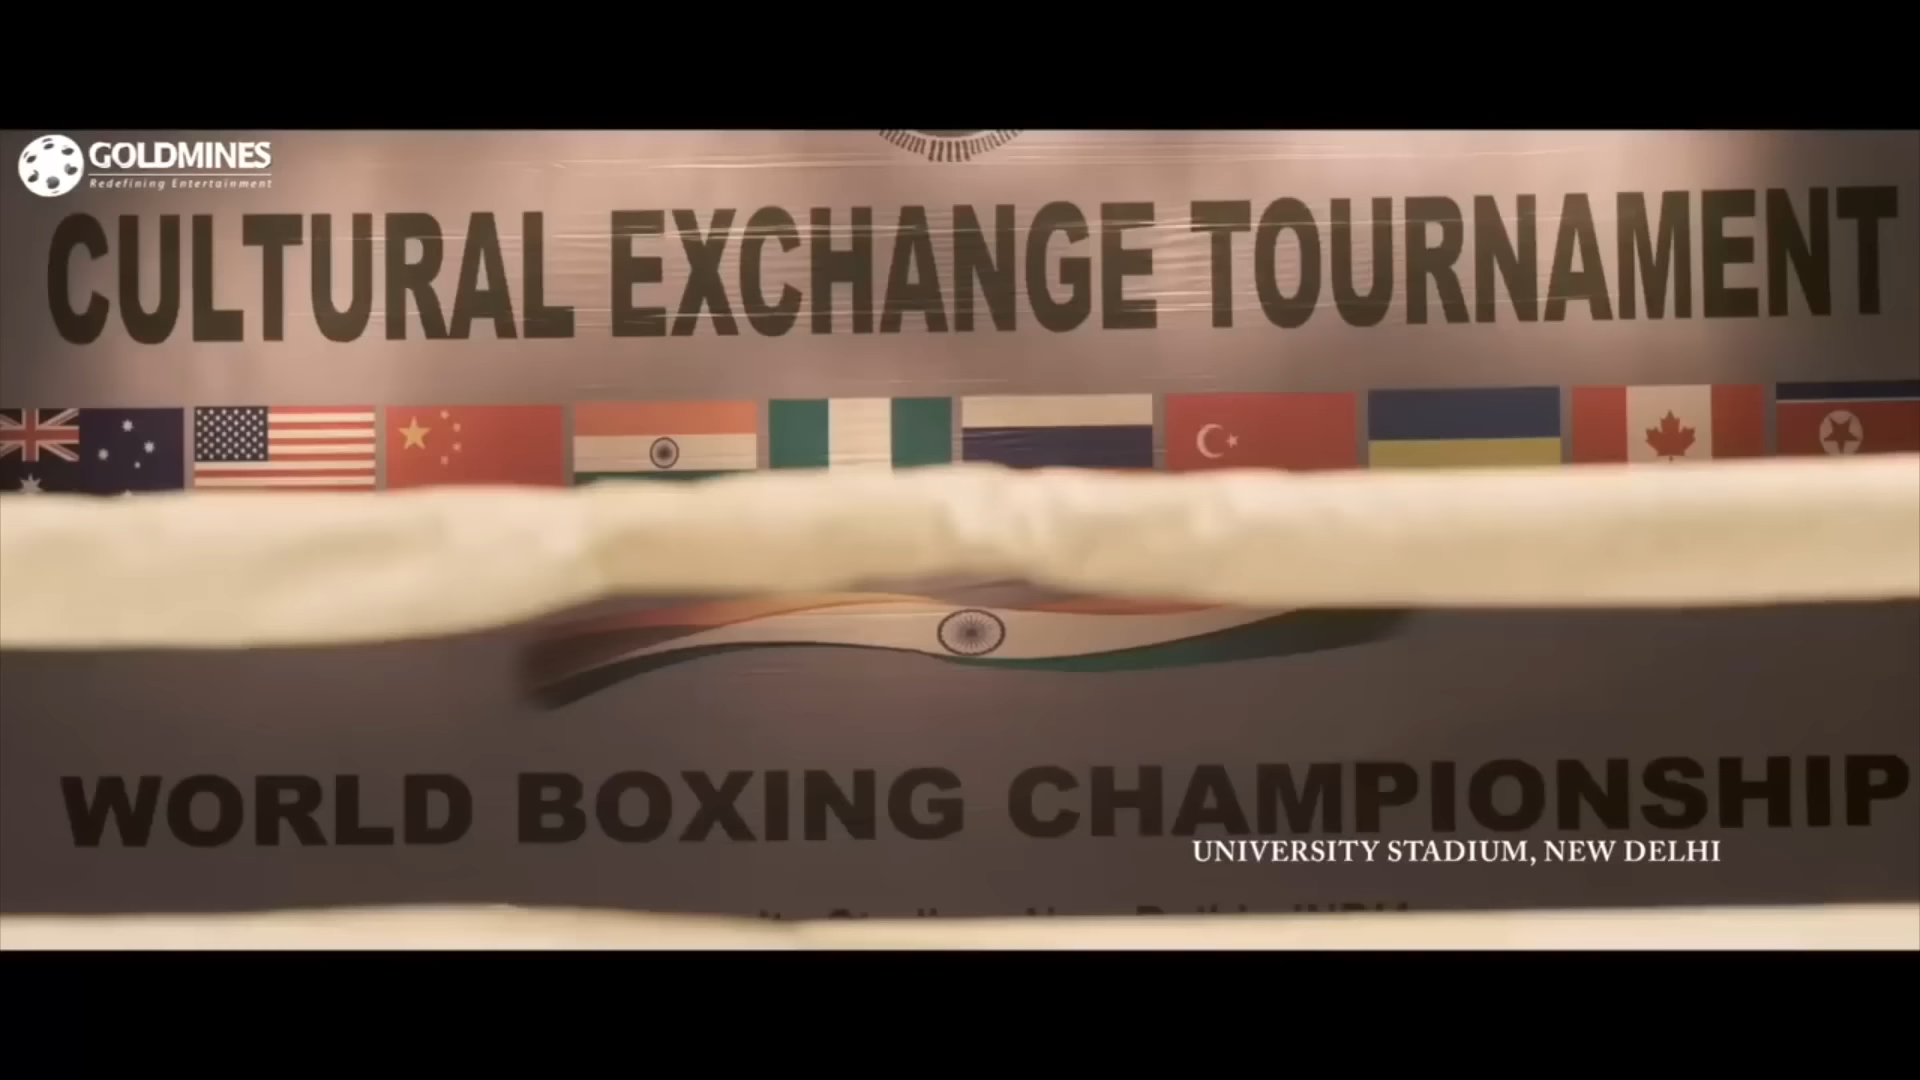 GOLDMINES
Redefining Entertainment
CULTURAL EXCHANGE TOURNAMENT
WORLD BOXING CHAMPIONSHIP
UNIVERSITY STADIUM, NEW DELHI